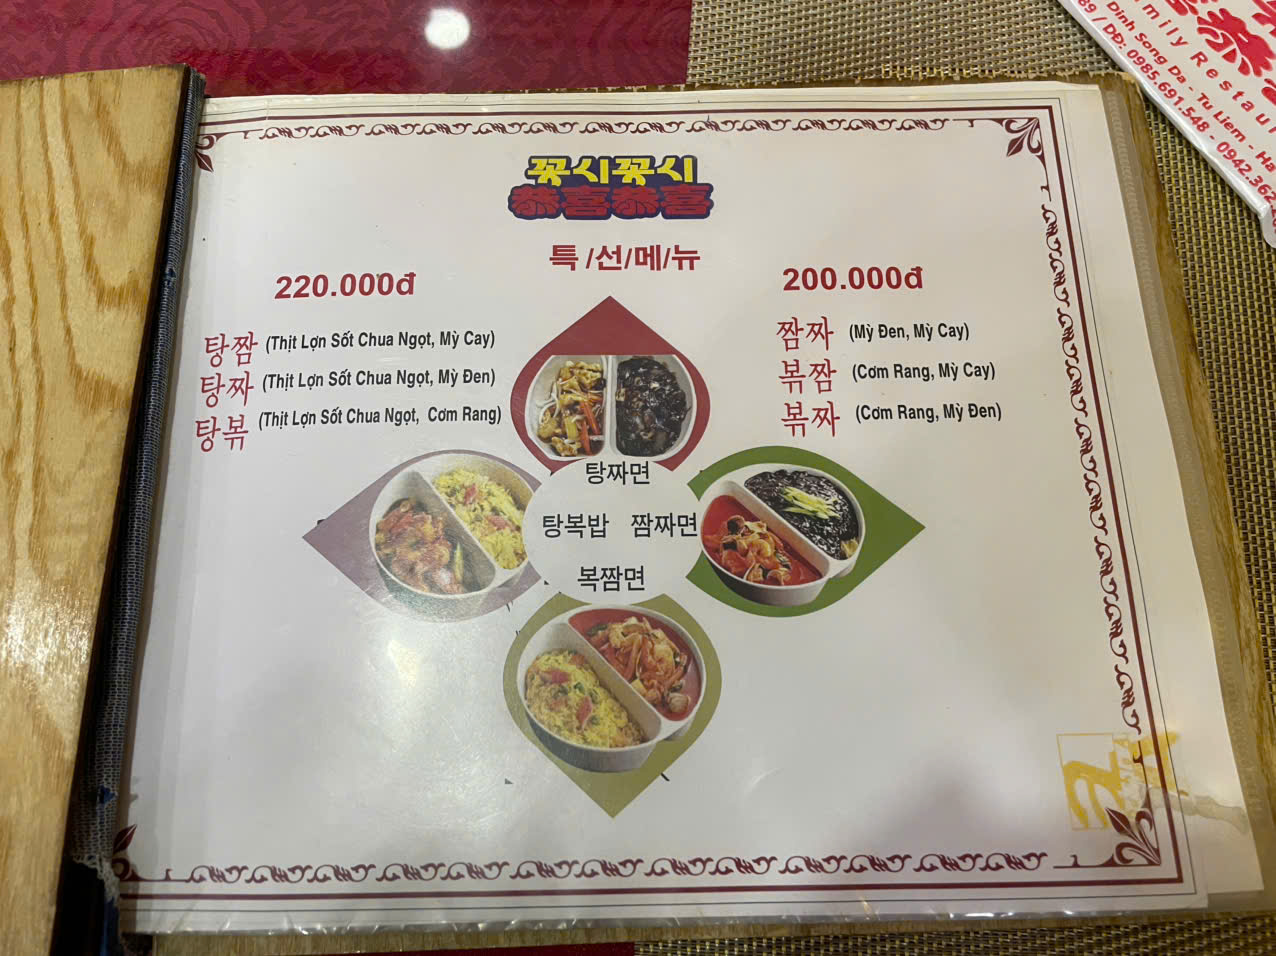 꽁시꽁시
恭喜恭喜
특/선/메/뉴
220.000đ
탕짬 (Thịt Lợn Sốt Chua Ngọt, Mỳ Cay)
탕짜 (Thịt Lợn Sốt Chua Ngọt, Mỳ Đen)
탕볶 (Thịt Lợn Sốt Chua Ngọt, Cơm Rang)
200.000đ
짬짜 (Mỳ Đen, Mỳ Cay)
볶짬 (Cơm Rang, Mỳ Cay)
볶짜 (Cơm Rang, Mỳ Đen)
탕짜면
탕복밥 짬짜면
복짬면
mily Restau
Dinh Song Da - Tu Liem - Ha
89 / DĐ: 0985.691.548 - 0942.362